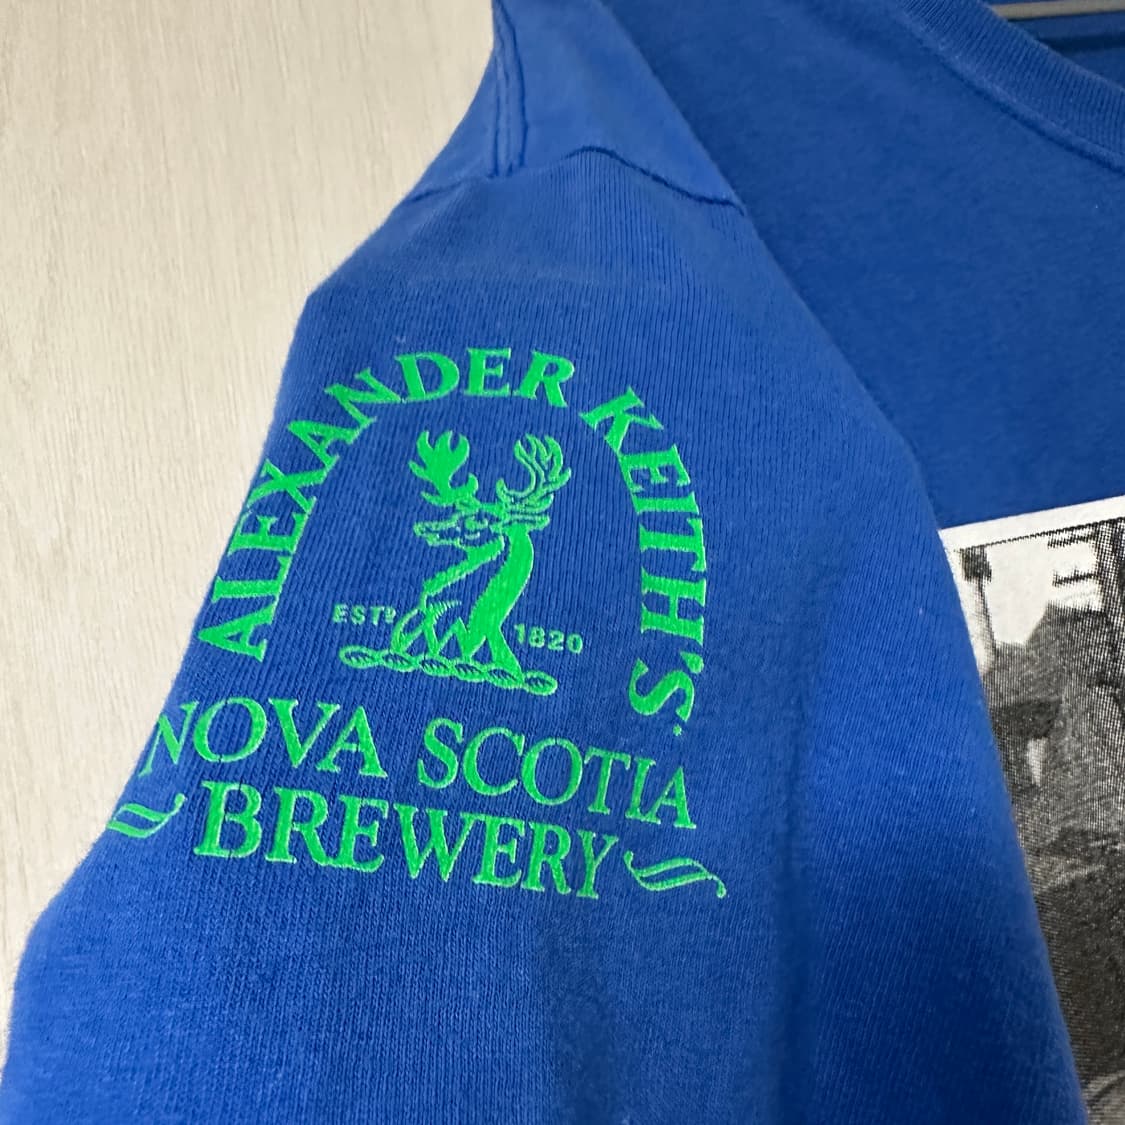 ALEXANDER KEITH'S.
ESTD 1820
NOVA SCOTIA
BREWERY